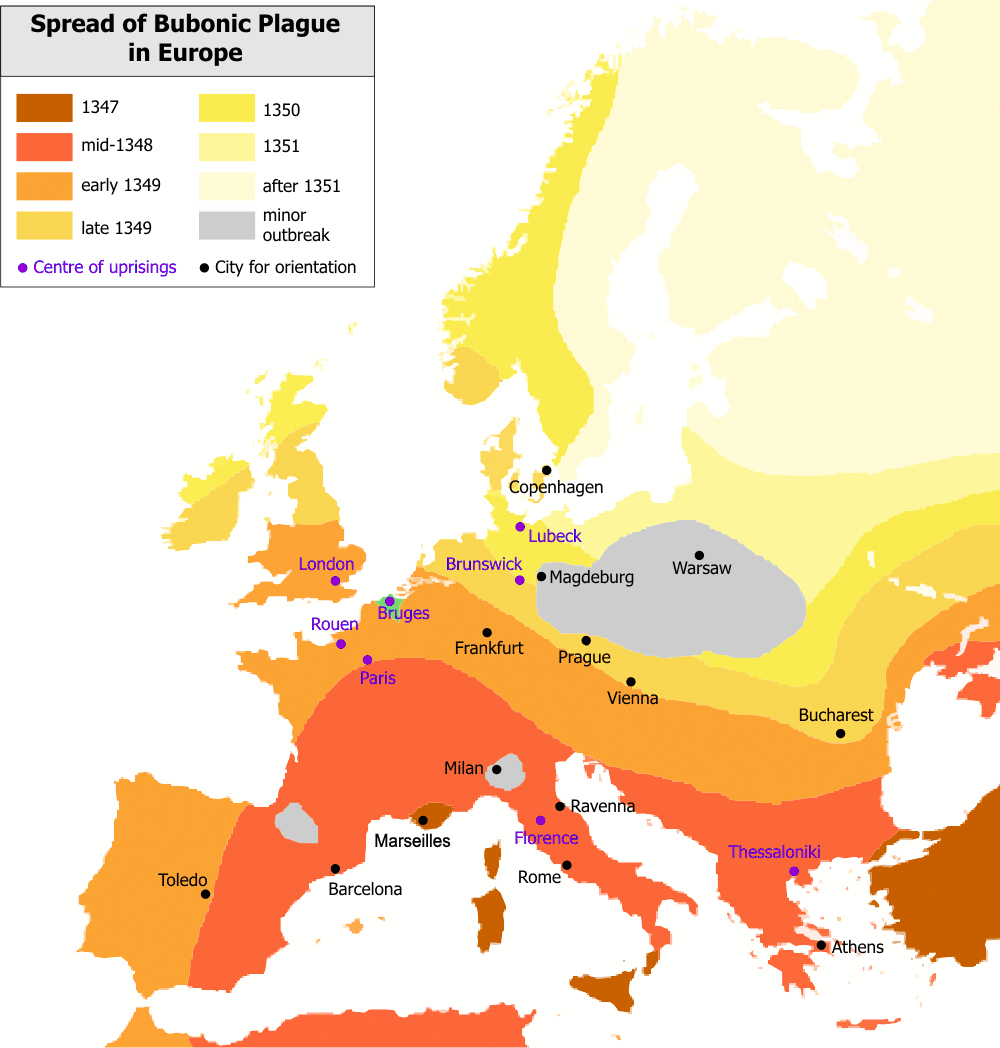 Spread of Bubonic Plague
in Europe
1347
mid-1348
early 1349
late 1349
1350
1351
after 1351
minor
outbreak
Centre of uprisings
City for orientation
Copenhagen
Lubeck
London
Brunswick
Magdeburg
Warsaw
Bruges
Rouen
Frankfurt
Prague
Paris
Vienna
Bucharest
Milan
Ravenna
Marseilles
Florence
Thessaloniki
Toledo
Barcelona
Rome
Athens